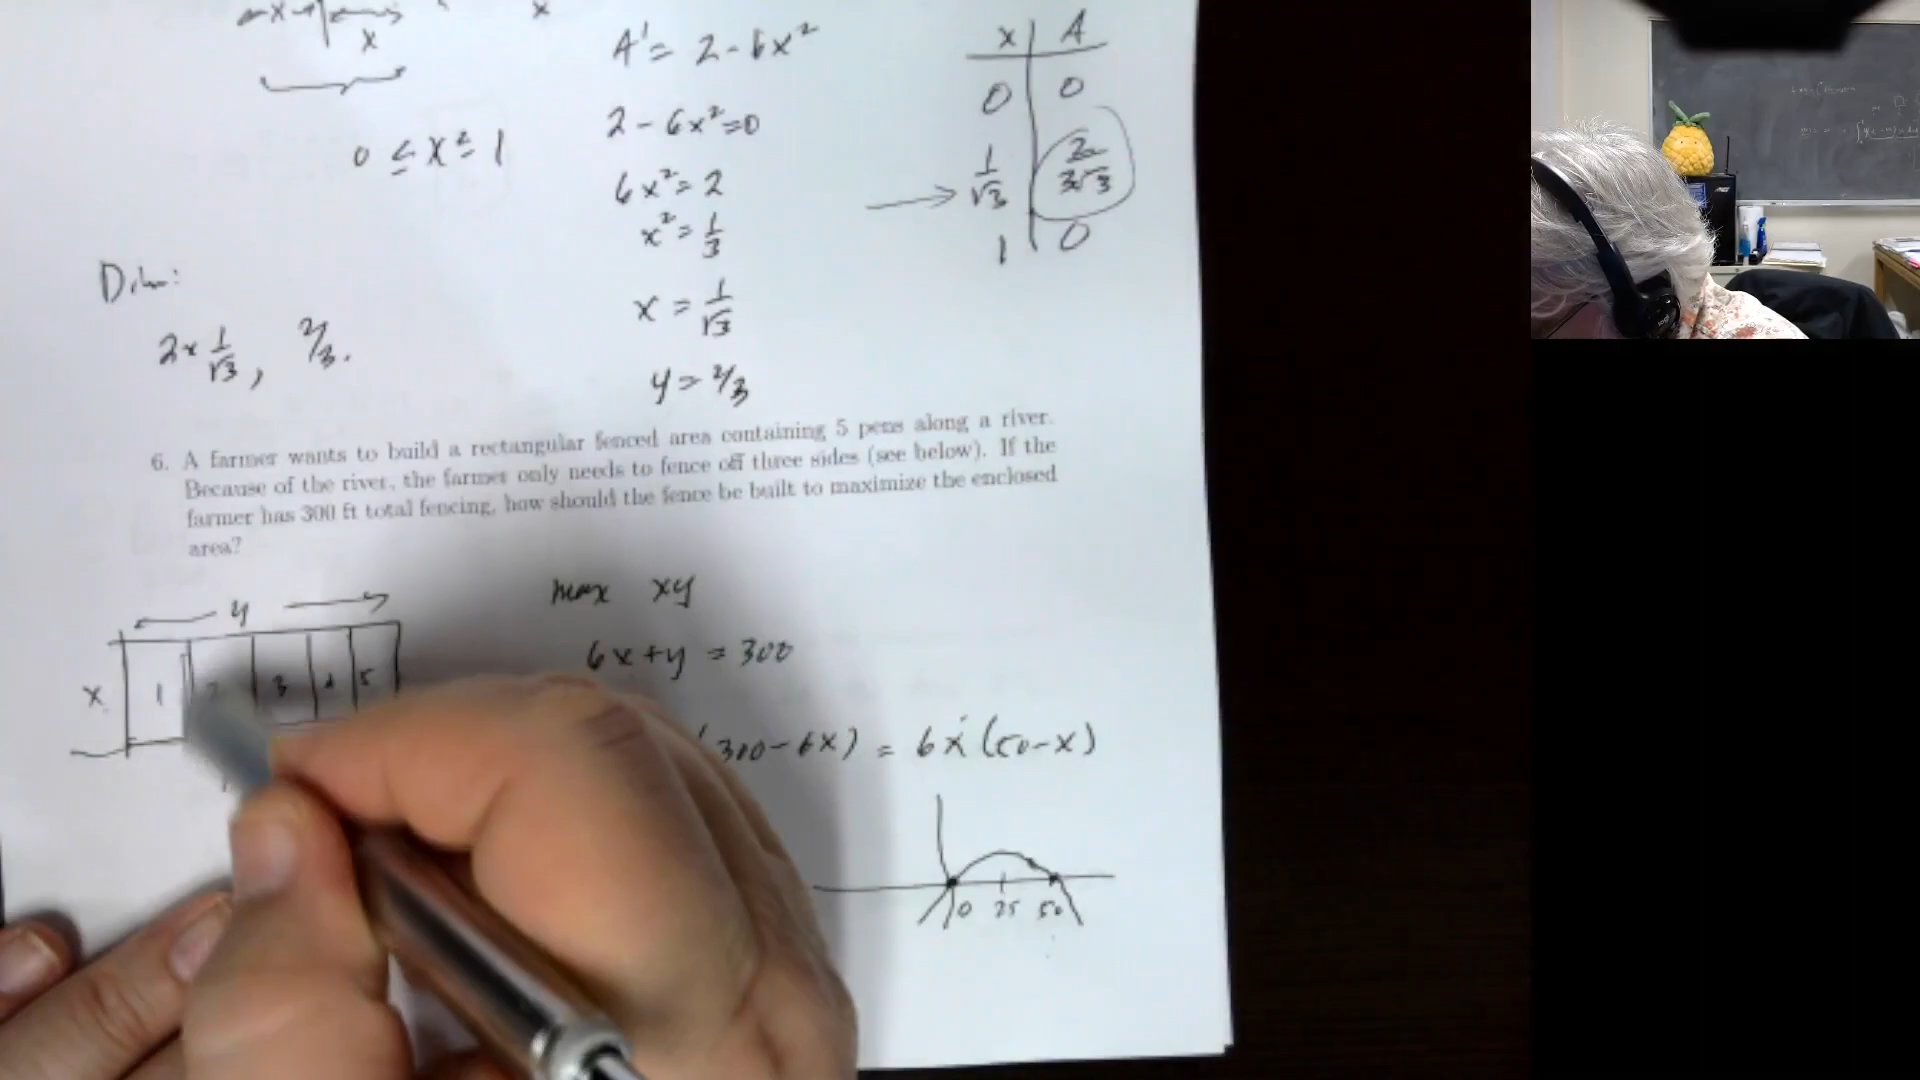 x x
x
0 ≤ x ≤ 1
A' = 2 - 6x²
2 - 6x² = 0
6x² = 2
x² = 1/3
x = 1/√3
y = 2/3
x | A
0 | 0
1/√3
3√3
1 | 0
Dim:
2 × 1/√3, 2/3.
6. A farmer wants to build a rectangular fenced area containing 5 pens along a river.
Because of the river, the farmer only needs to fence off three sides (see below). If the
farmer has 300 ft total fencing, how should the fence be built to maximize the enclosed
area?
y
x 1 2 3 4 5
max xy
6x + y = 300
(300 - 6x) = 6x (50 - x)
0 25 50